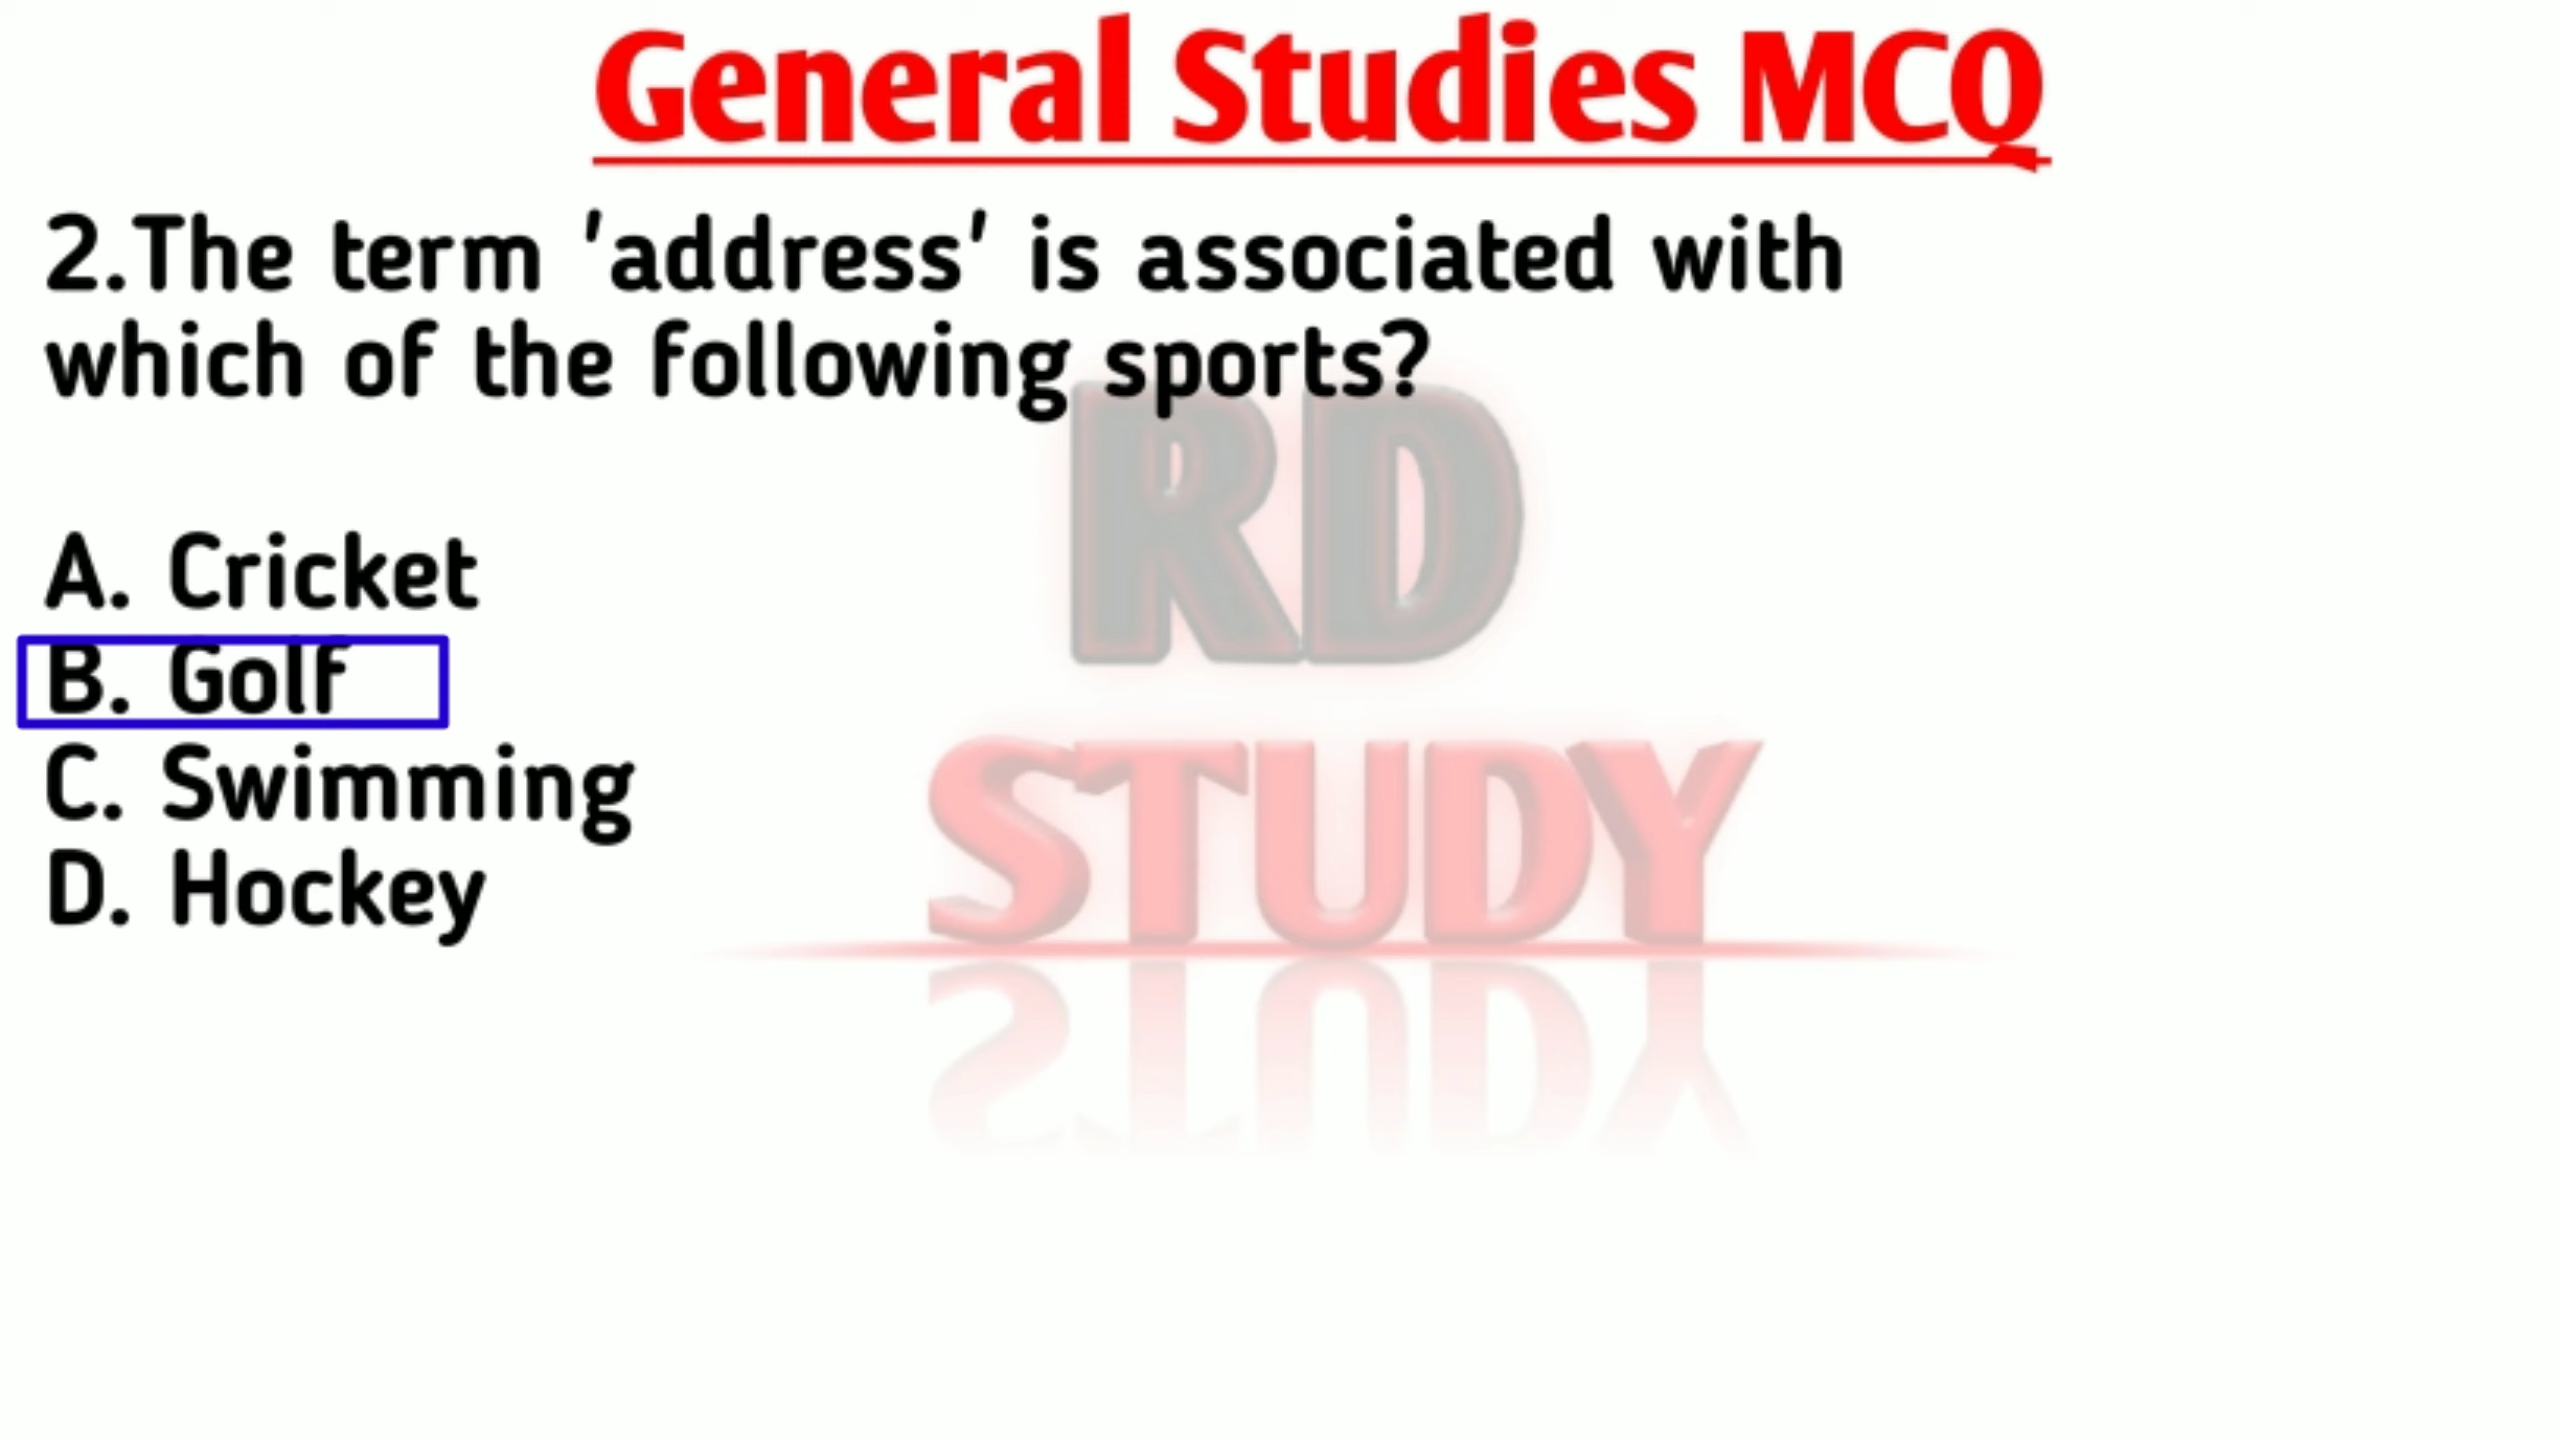 General Studies MCQ
2.The term 'address' is associated with
which of the following sports?
A. Cricket
B. Golf
C. Swimming
D. Hockey
RD
STUDY